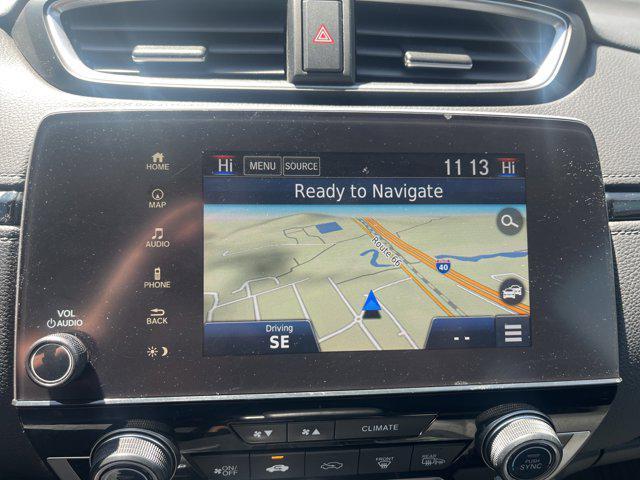 Hi MENU SOURCE 11 13 Hi
Ready to Navigate
HOME
MAP
AUDIO
PHONE
BACK
VOL
AUDIO
Route 66
40
Driving
SE
--
CLIMATE
ON/
OFF
FRONT
REAR
PUSH
SYNC